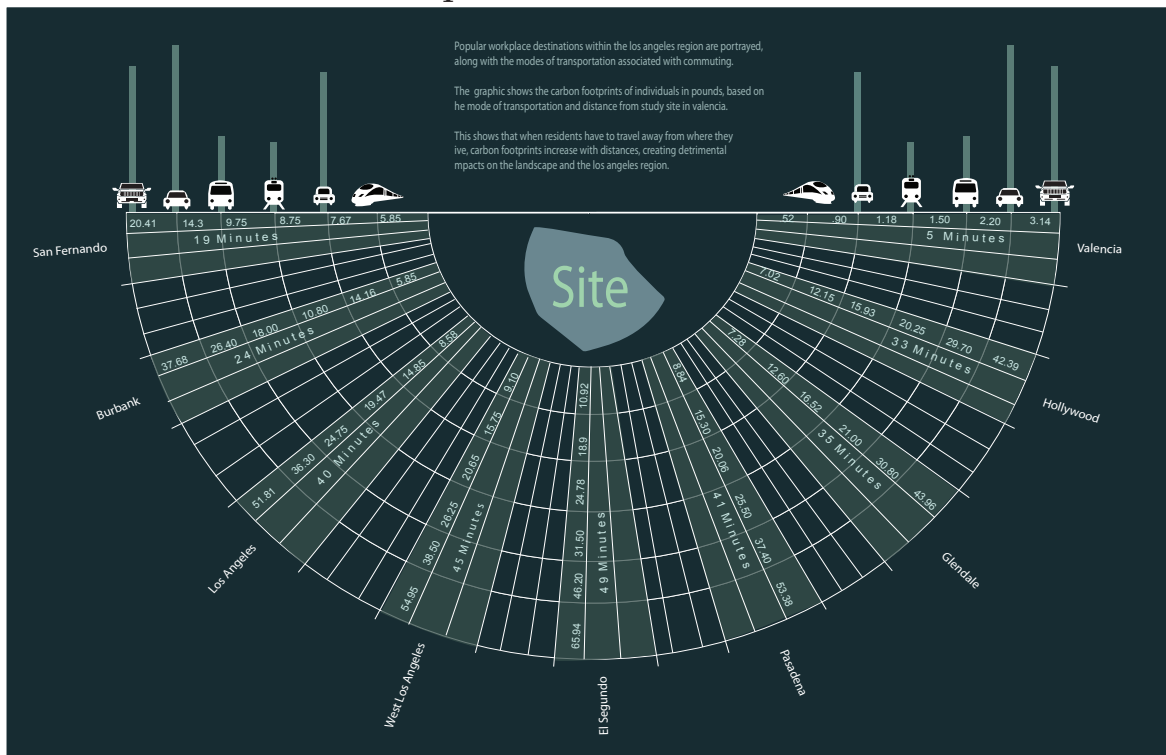 Popular workplace destinations within the los angeles region are portrayed,
along with the modes of transportation associated with commuting.
The graphic shows the carbon footprints of individuals in pounds, based on
he mode of transportation and distance from study site in valencia.
This shows that when residents have to travel away from where they
ive, carbon footprints increase with distances, creating detrimental
mpacts on the landscape and the los angeles region.
20.41 14.3 9.75 8.75 7.67 5.85
19 Minutes
San Fernando
52 .90 1.18 1.50 2.20 3.14
5 Minutes
Valencia
Site
37.68 26.40 18.00 10.80 14.16 5.85
24 Minutes
Burbank
7.02 12.15 15.93 20.25 29.70 42.39
33 Minutes
Hollywood
51.81 36.30 24.75 19.47 14.85 8.58
40 Minutes
Los Angeles
7.28 12.60 16.52 21.00 30.80 43.96
35 Minutes
Glendale
54.95 38.50 26.25 20.65 15.75 9.10
45 Minutes
West Los Angeles
65.94 46.20 31.50 24.78 18.9 10.92
49 Minutes
El Segundo
8.84 15.30 20.06 25.50 37.40 53.38
41 Minutes
Pasadena